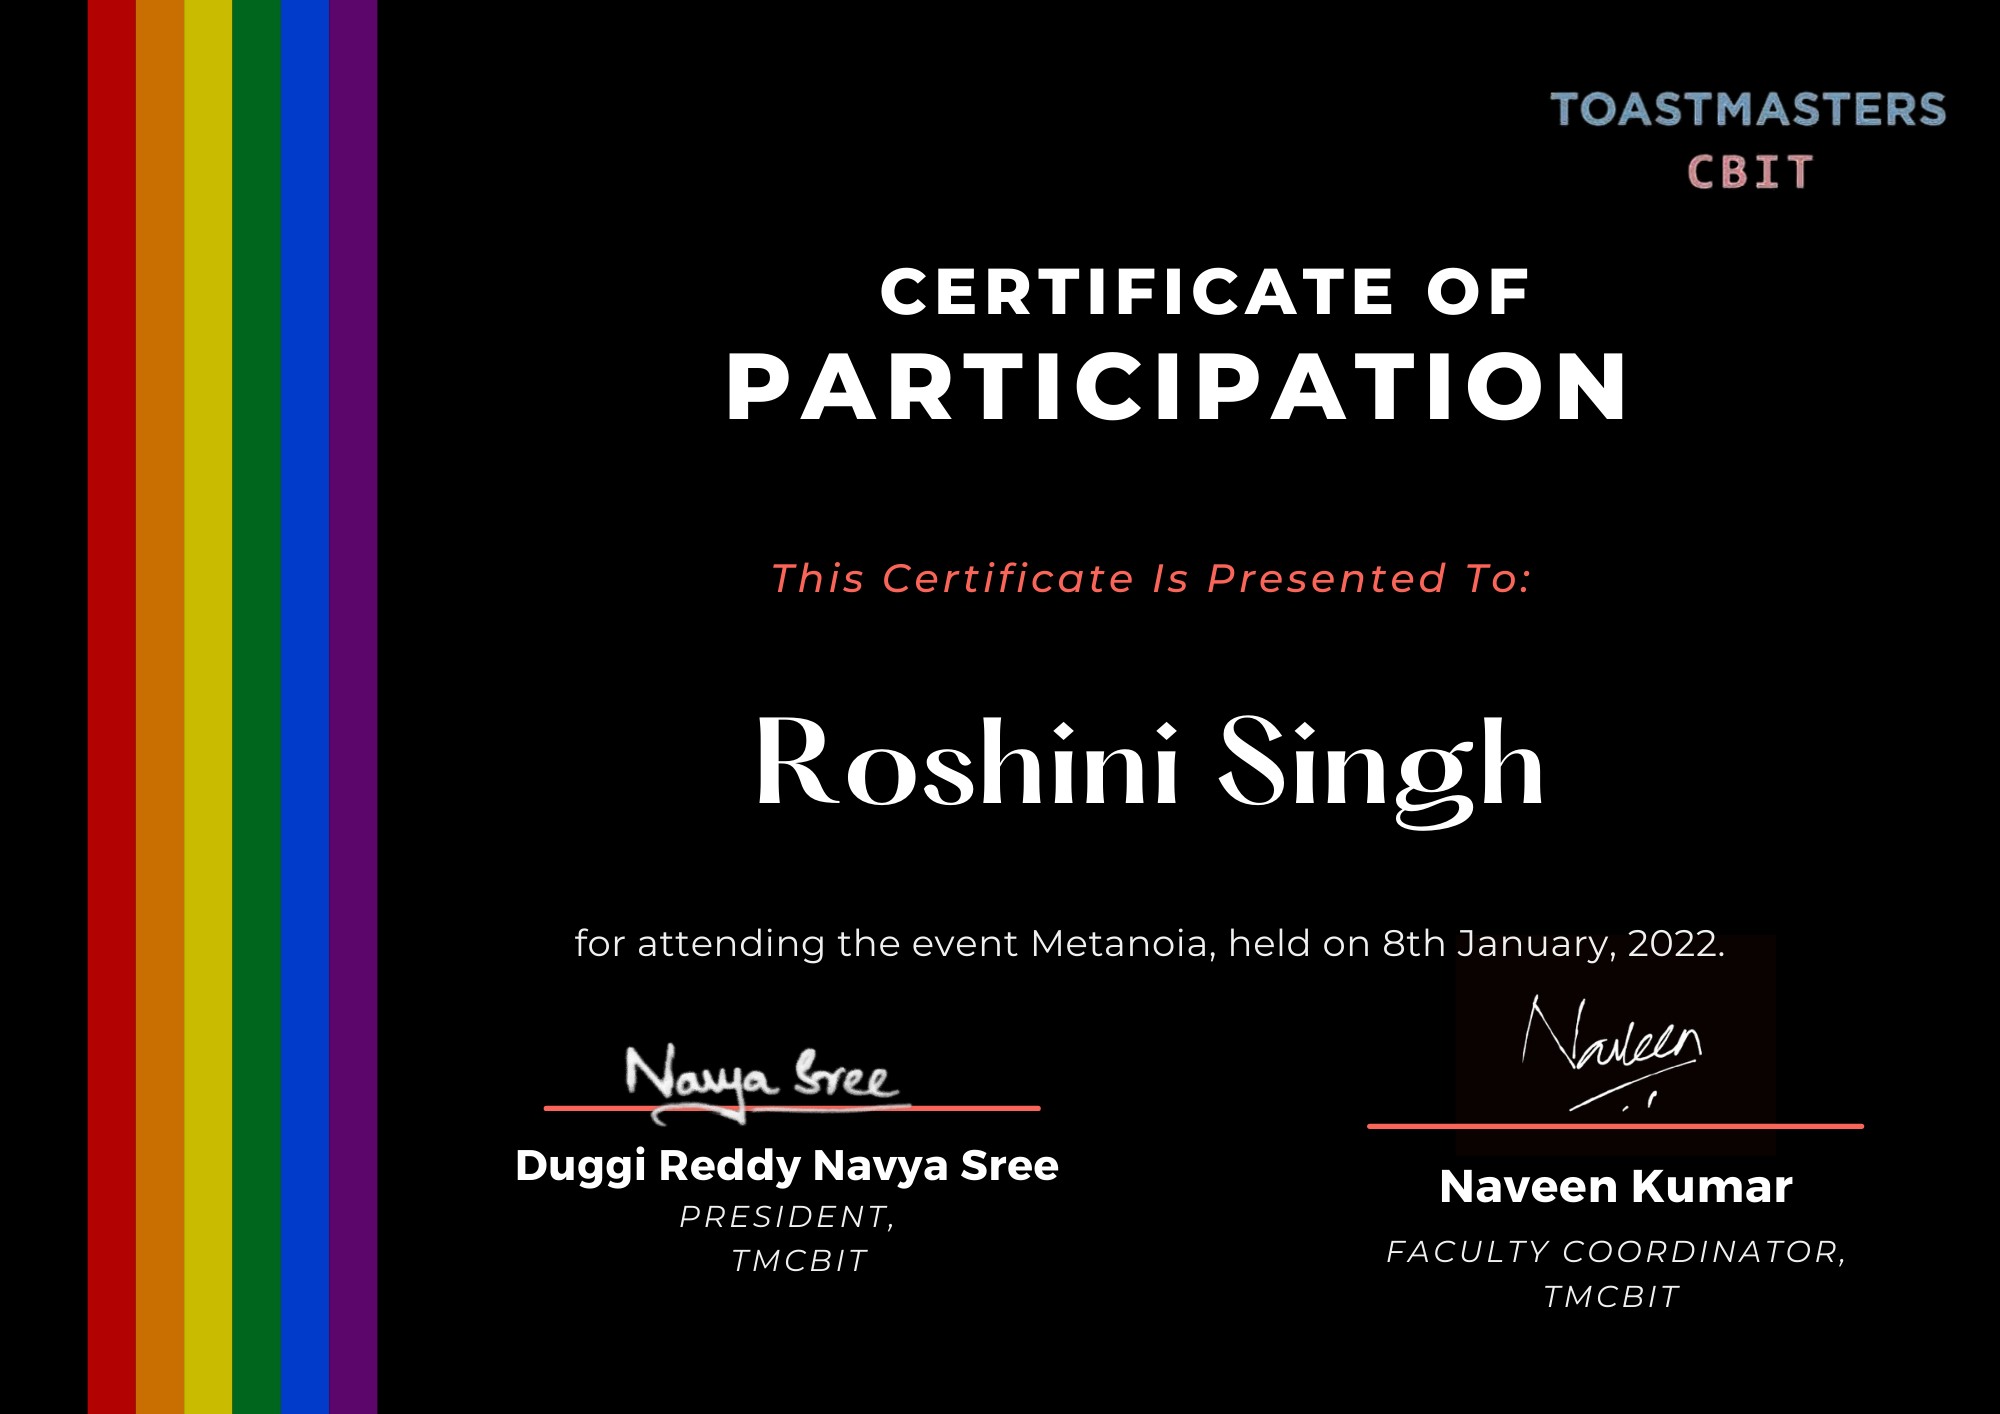 TOASTMASTERS
CBIT
CERTIFICATE OF
PARTICIPATION
This Certificate Is Presented To:
Roshini Singh
for attending the event Metanoia, held on 8th January, 2022.
Navya Sree
Duggi Reddy Navya Sree
PRESIDENT,
TMCBIT
Naveen
Naveen Kumar
FACULTY COORDINATOR,
TMCBIT